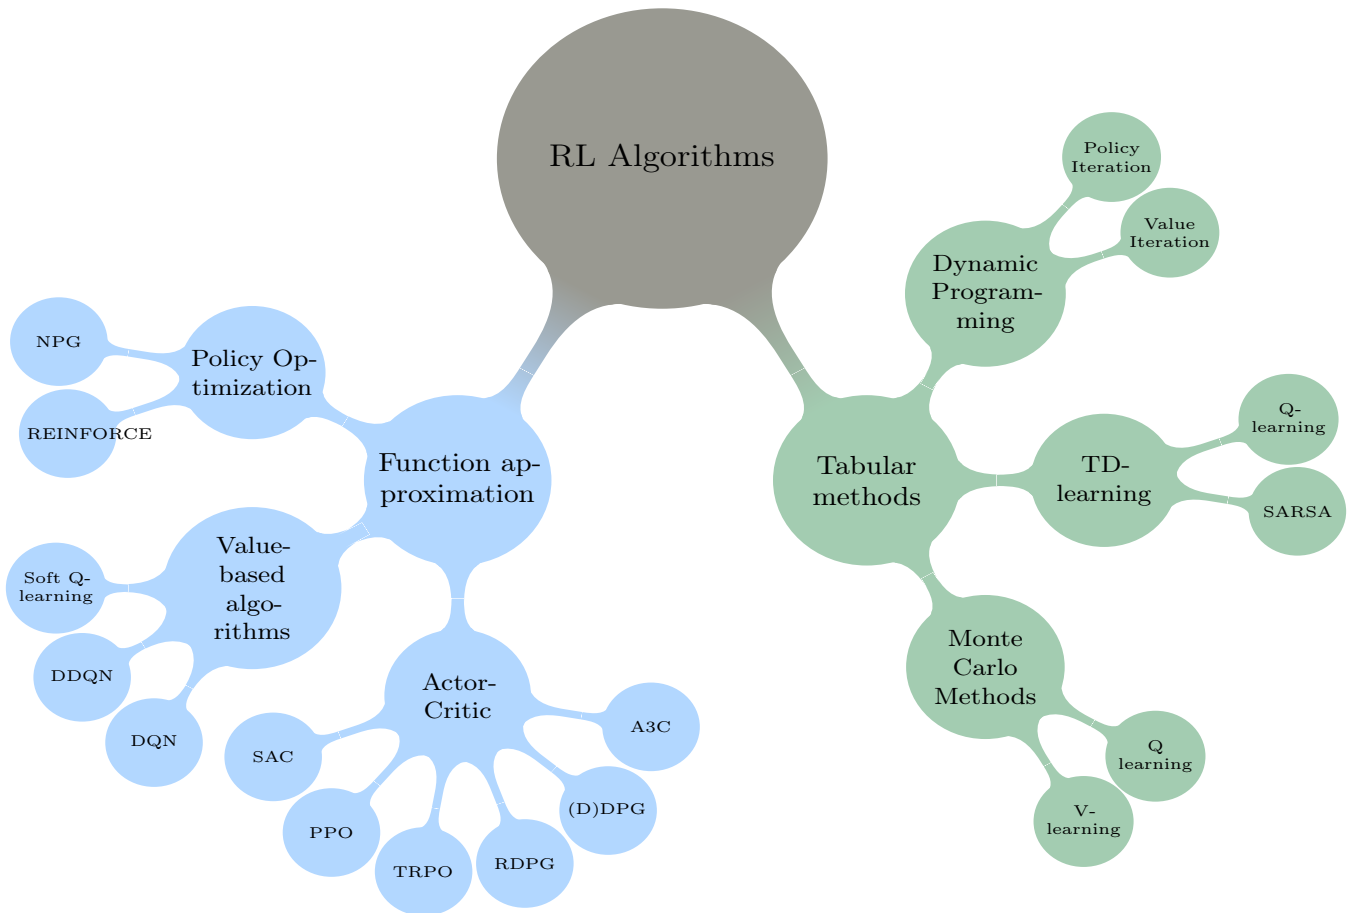 RL Algorithms
Policy
Iteration
Value
Iteration
Dynamic
Program-
ming
NPG
Policy Op-
timization
REINFORCE
Function ap-
proximation
Tabular
methods
TD-
learning
Q-
learning
SARSA
Value-
based
algo-
rithms
Soft Q-
learning
DDQN
DQN
Actor-
Critic
SAC
PPO
TRPO
RDPG
(D)DPG
A3C
Monte
Carlo
Methods
Q
learning
V-
learning